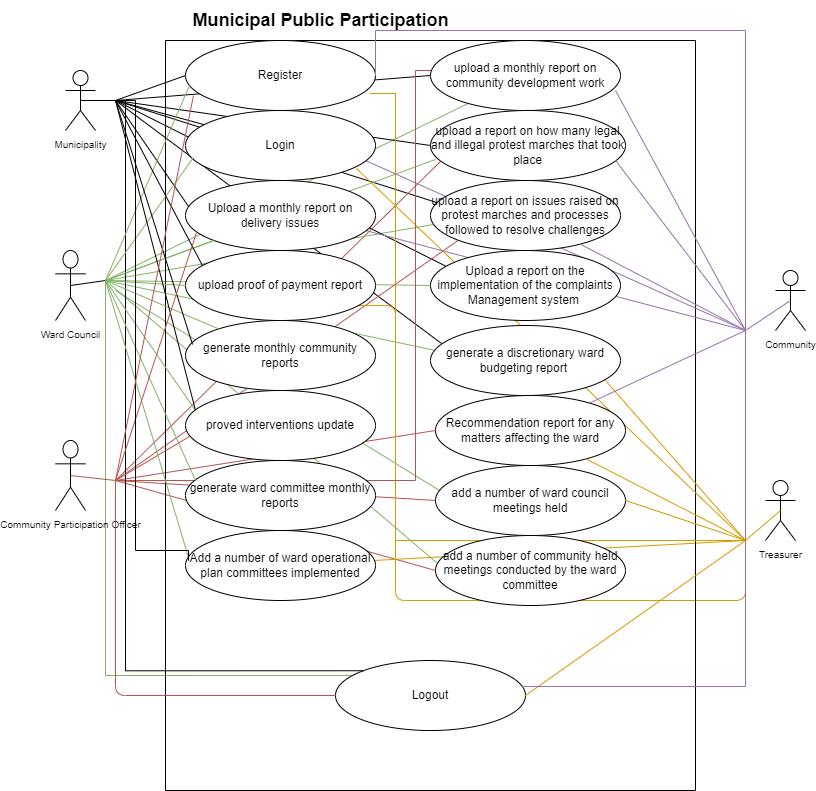 Municipal Public Participation
Register
upload a monthly report on
community development work
Municipality
Login
upload a report on how many legal
and illegal protest marches that took
place
Upload a monthly report on
delivery issues
upload a report on issues raised on
protest marches and processes
followed to resolve challenges
Ward Council
upload proof of payment report
Upload a report on the
implementation of the complaints
Management system
Community
generate monthly community
reports
generate a discretionary ward
budgeting report
proved interventions update
Recommendation report for any
matters affecting the ward
Community Participation Officer
generate ward committee monthly
reports
add a number of ward council
meetings held
Treasurer
Add a number of ward operational
plan committees implemented
add a number of community held
meetings conducted by the ward
committee
Logout